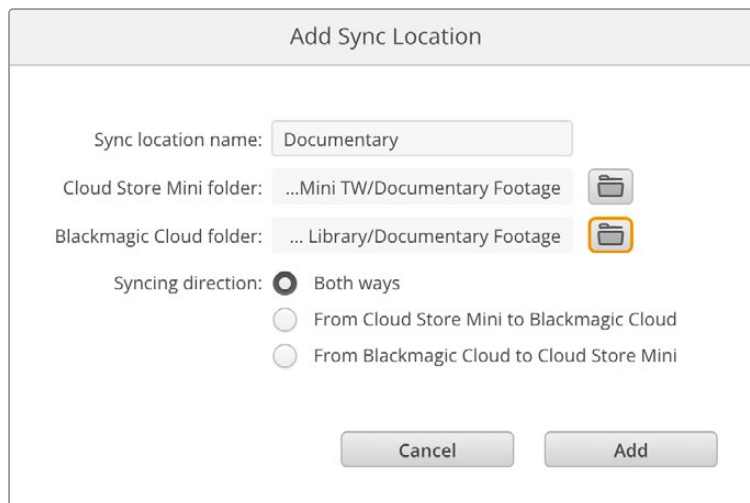 Add Sync Location
Sync location name: Documentary
Cloud Store Mini folder: ...Mini TW/Documentary Footage
Blackmagic Cloud folder: ... Library/Documentary Footage
Syncing direction: Both ways
From Cloud Store Mini to Blackmagic Cloud
From Blackmagic Cloud to Cloud Store Mini
Cancel Add